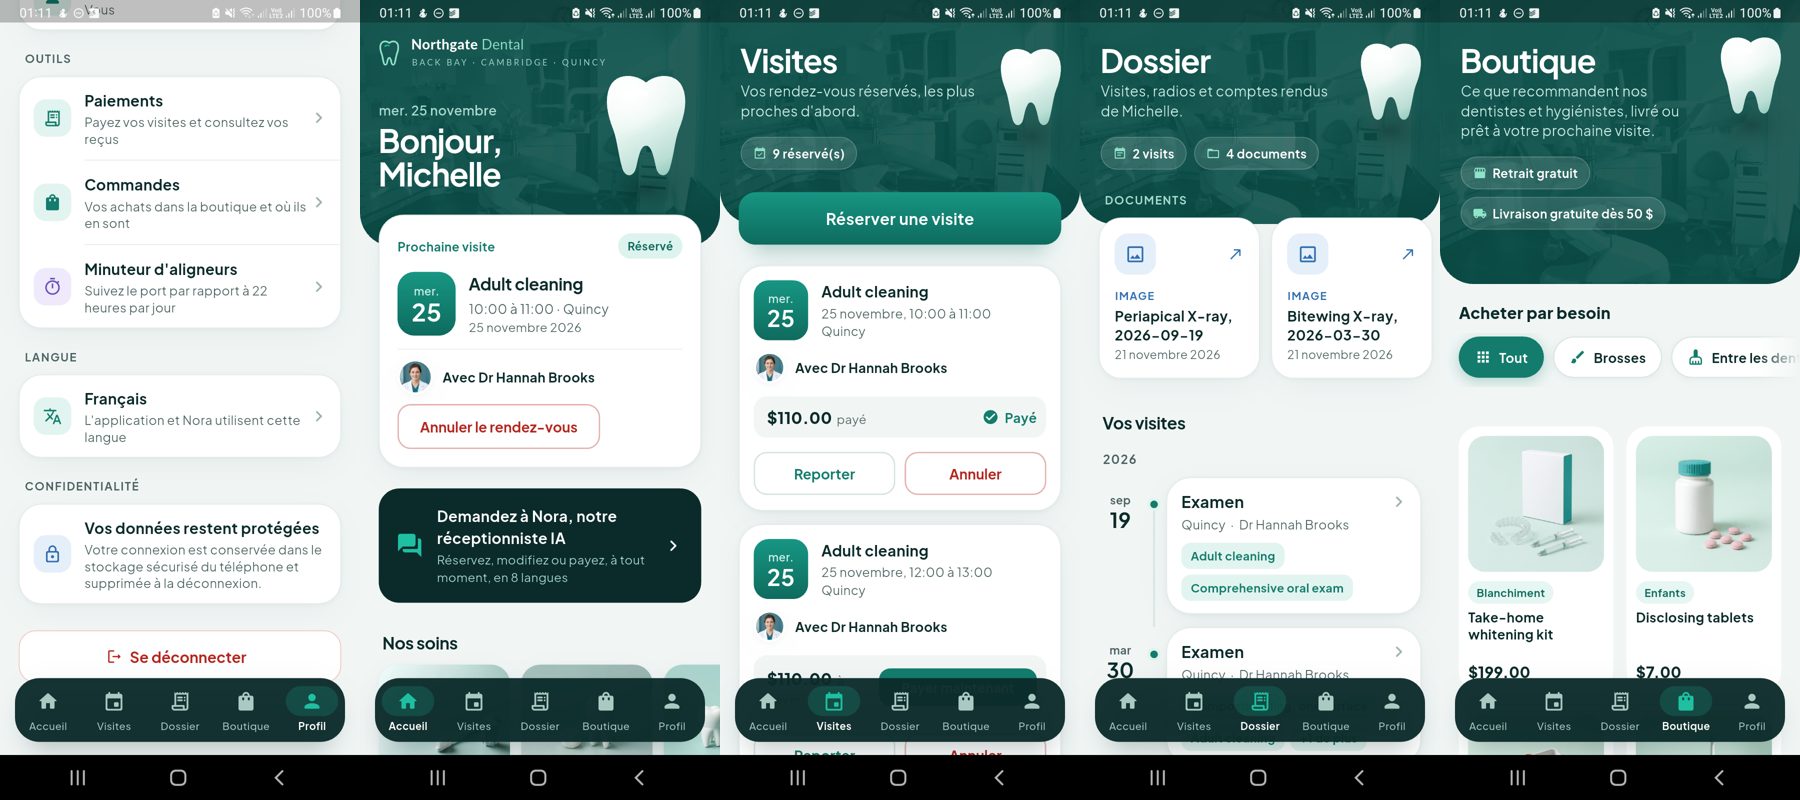 01:11
100%
Vous
OUTILS
Paiements
Payez vos visites et consultez vos
reçus
Commandes
Vos achats dans la boutique et où ils
en sont
Minuteur d'aligneurs
Suivez le port par rapport à 22
heures par jour
LANGUE
Français
L'application et Nora utilisent cette
langue
CONFIDENTIALITÉ
Vos données restent protégées
Votre connexion est conservée dans le
stockage sécurisé du téléphone et
supprimée à la déconnexion.
Se déconnecter
Accueil Visites Dossier Boutique Profil
01:11
100%
Northgate Dental
BACK BAY · CAMBRIDGE · QUINCY
mer. 25 novembre
Bonjour,
Michelle
Prochaine visite Réservé
mer.
25
Adult cleaning
10:00 à 11:00 · Quincy
25 novembre 2026
Avec Dr Hannah Brooks
Annuler le rendez-vous
Demandez à Nora, notre
réceptionniste IA
Réservez, modifiez ou payez, à tout
moment, en 8 langues
Nos soins
Accueil Visites Dossier Boutique Profil
01:11
100%
Visites
Vos rendez-vous réservés, les plus
proches d'abord.
9 réservé(s)
Réserver une visite
mer.
25
Adult cleaning
25 novembre, 10:00 à 11:00
Quincy
Avec Dr Hannah Brooks
$110.00 payé Payé
Reporter Annuler
mer.
25
Adult cleaning
25 novembre, 12:00 à 13:00
Quincy
Avec Dr Hannah Brooks
$110.00
Payer maintenant
Accueil Visites Dossier Boutique Profil
Reporter Annuler
01:11
100%
Dossier
Visites, radios et comptes rendus
de Michelle.
2 visits 4 documents
DOCUMENTS
IMAGE
Periapical X-ray,
2026-09-19
21 novembre 2026
IMAGE
Bitewing X-ray,
2026-03-30
21 novembre 2026
Vos visites
2026
sep
19
Examen
Quincy · Dr Hannah Brooks
Adult cleaning
Comprehensive oral exam
mar
30
Examen
Quincy · Dr Hannah Brooks
Accueil Visites Dossier Boutique Profil
Adult cleaning
01:11
100%
Boutique
Ce que recommandent nos
dentistes et hygiénistes, livré ou
prêt à votre prochaine visite.
Retrait gratuit
Livraison gratuite dès 50 $
Acheter par besoin
Tout Brosses Entre les den
Blanchiment
Take-home
whitening kit
$199.00
Enfants
Disclosing tablets
$7.00
Accueil Visites Dossier Boutique Profil